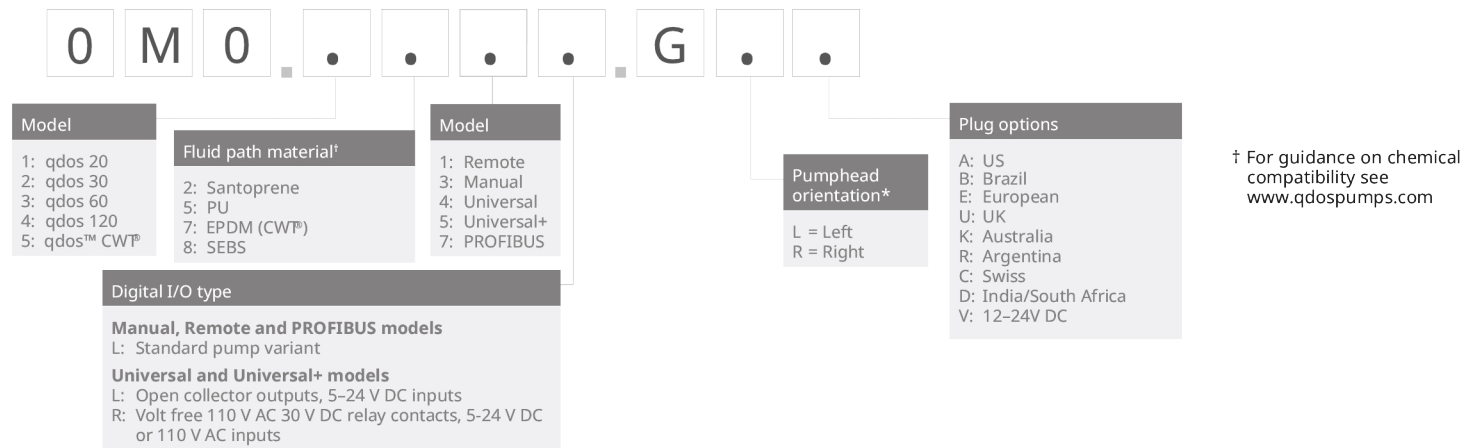 0 M 0 . . . . . . G . .
Model
1: qdos 20
2: qdos 30
3: qdos 60
4: qdos 120
5: qdos™ CWT®
Fluid path material†
2: Santoprene
5: PU
7: EPDM (CWT®)
8: SEBS
Model
1: Remote
3: Manual
4: Universal
5: Universal+
7: PROFIBUS
Digital I/O type
Manual, Remote and PROFIBUS models
L: Standard pump variant
Universal and Universal+ models
L: Open collector outputs, 5–24 V DC inputs
R: Volt free 110 V AC 30 V DC relay contacts, 5-24 V DC
or 110 V AC inputs
Pumphead
orientation*
L = Left
R = Right
Plug options
A: US
B: Brazil
E: European
U: UK
K: Australia
R: Argentina
C: Swiss
D: India/South Africa
V: 12–24V DC
† For guidance on chemical
compatibility see
www.qdospumps.com